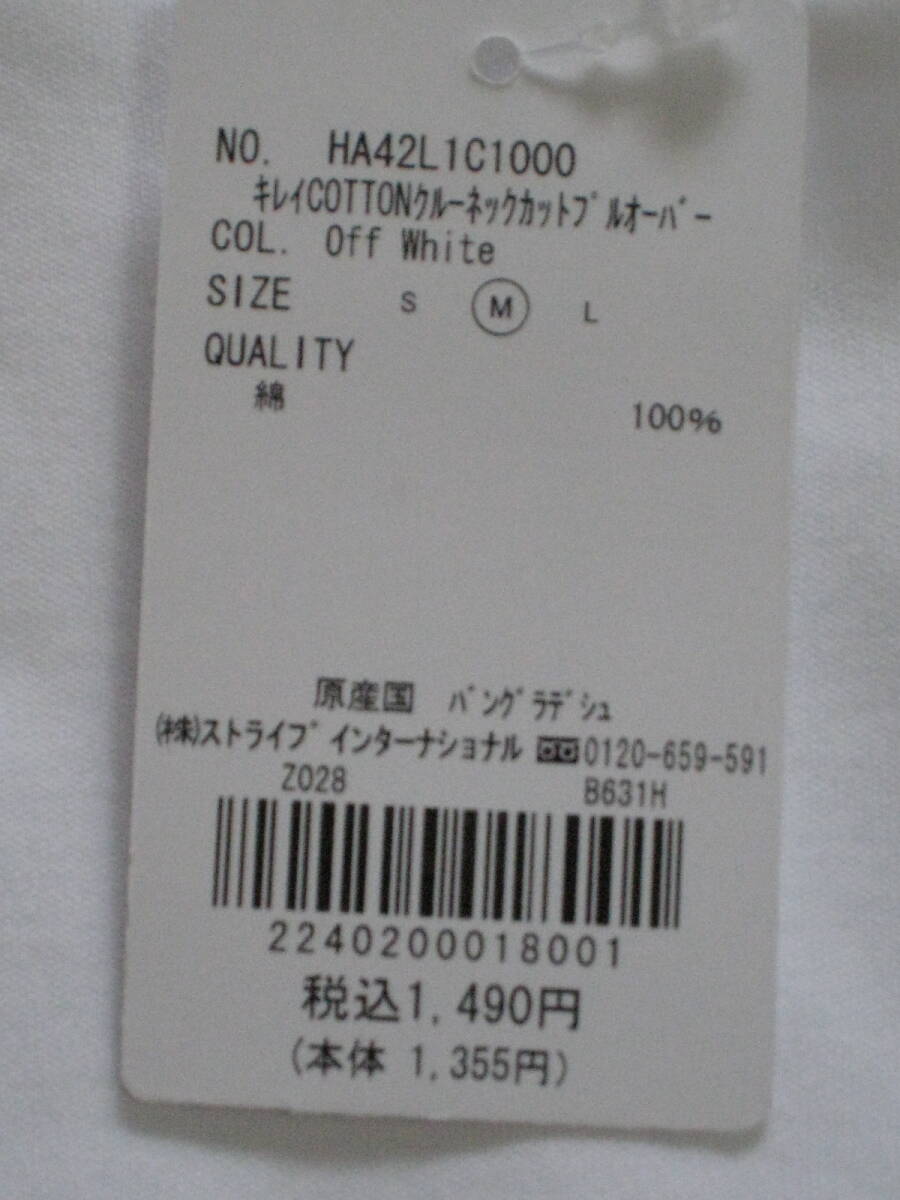 NO. HA42L1C1000
ｷﾚｲCOTTONｸﾙｰﾈｯｸｶｯﾄﾌﾟﾙｵｰﾊﾞｰ
COL. Off White
SIZE S M L
QUALITY
綿 100%
原産国 ﾊﾞﾝｸﾞﾗﾃﾞｼｭ
㈱ストライプ インターナショナル 0120-659-591
Z028 B631H
2240200018001
税込1,490円
(本体 1,355円)